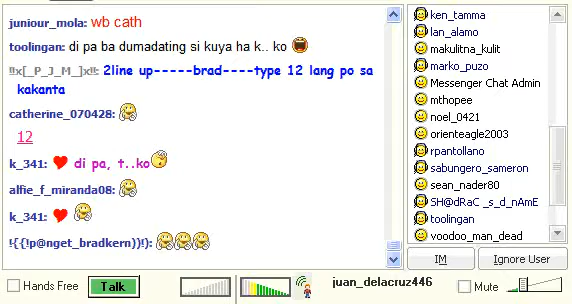 juniour_mola: wb cath
toolingan: di pa ba dumadating si kuya ha k.. ko
!!x[_P_J_M_]x!!: 2line up-----brad----type 12 lang po sa
kakanta
catherine_070428:
12
k_341: di pa, t..ko
alfie_f_miranda08:
k_341:
!·{{!p@nget_bradkern))!):
ken_tamma
lan_alamo
makulitna_kulit
marko_puzo
Messenger Chat Admin
mthopee
noel_0421
orienteagle2003
rpantollano
sabungero_sameron
sean_nader80
SH@dRaC _s_d_nAmE
toolingan
voodoo_man_dead
IM
Ignore User
Hands Free
Talk
juan_delacruz446
Mute